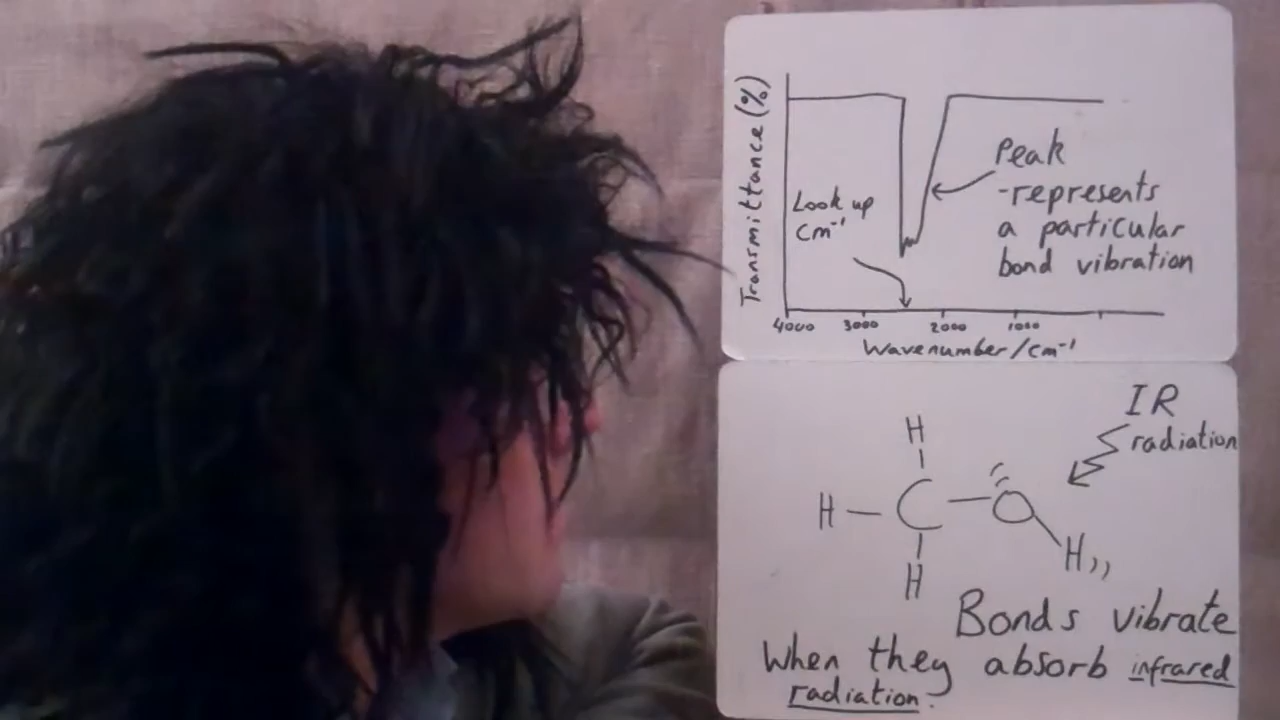 Transmittance (%)
Look up
cm⁻¹
Peak
-represents
a particular
bond vibration
4000 3000 2000 1000
Wavenumber/cm⁻¹
IR
radiation
H
H C O
H
H
Bonds vibrate
when they absorb infrared
radiation.